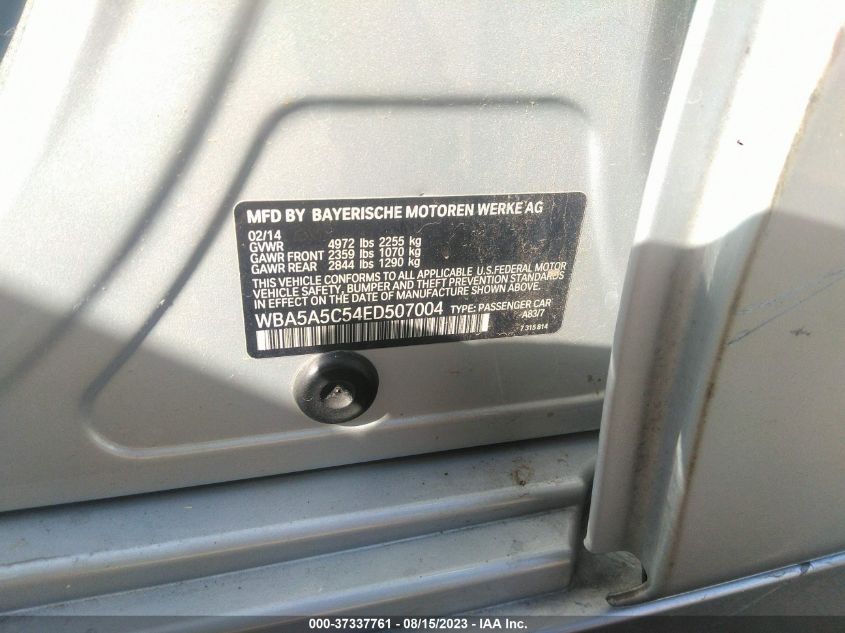 MFD BY BAYERISCHE MOTOREN WERKE AG
02/14
GVWR 4972 lbs 2255 kg
GAWR FRONT 2359 lbs 1070 kg
GAWR REAR 2844 lbs 1290 kg
THIS VEHICLE CONFORMS TO ALL APPLICABLE U.S.FEDERAL MOTOR
VEHICLE SAFETY, BUMPER AND THEFT PREVENTION STANDARDS
IN EFFECT ON THE DATE OF MANUFACTURE SHOWN ABOVE.
WBA5A5C54ED507004 TYPE: PASSENGER CAR
A83/7
7 315 814
000-37337761 - 08/15/2023 - IAA Inc.